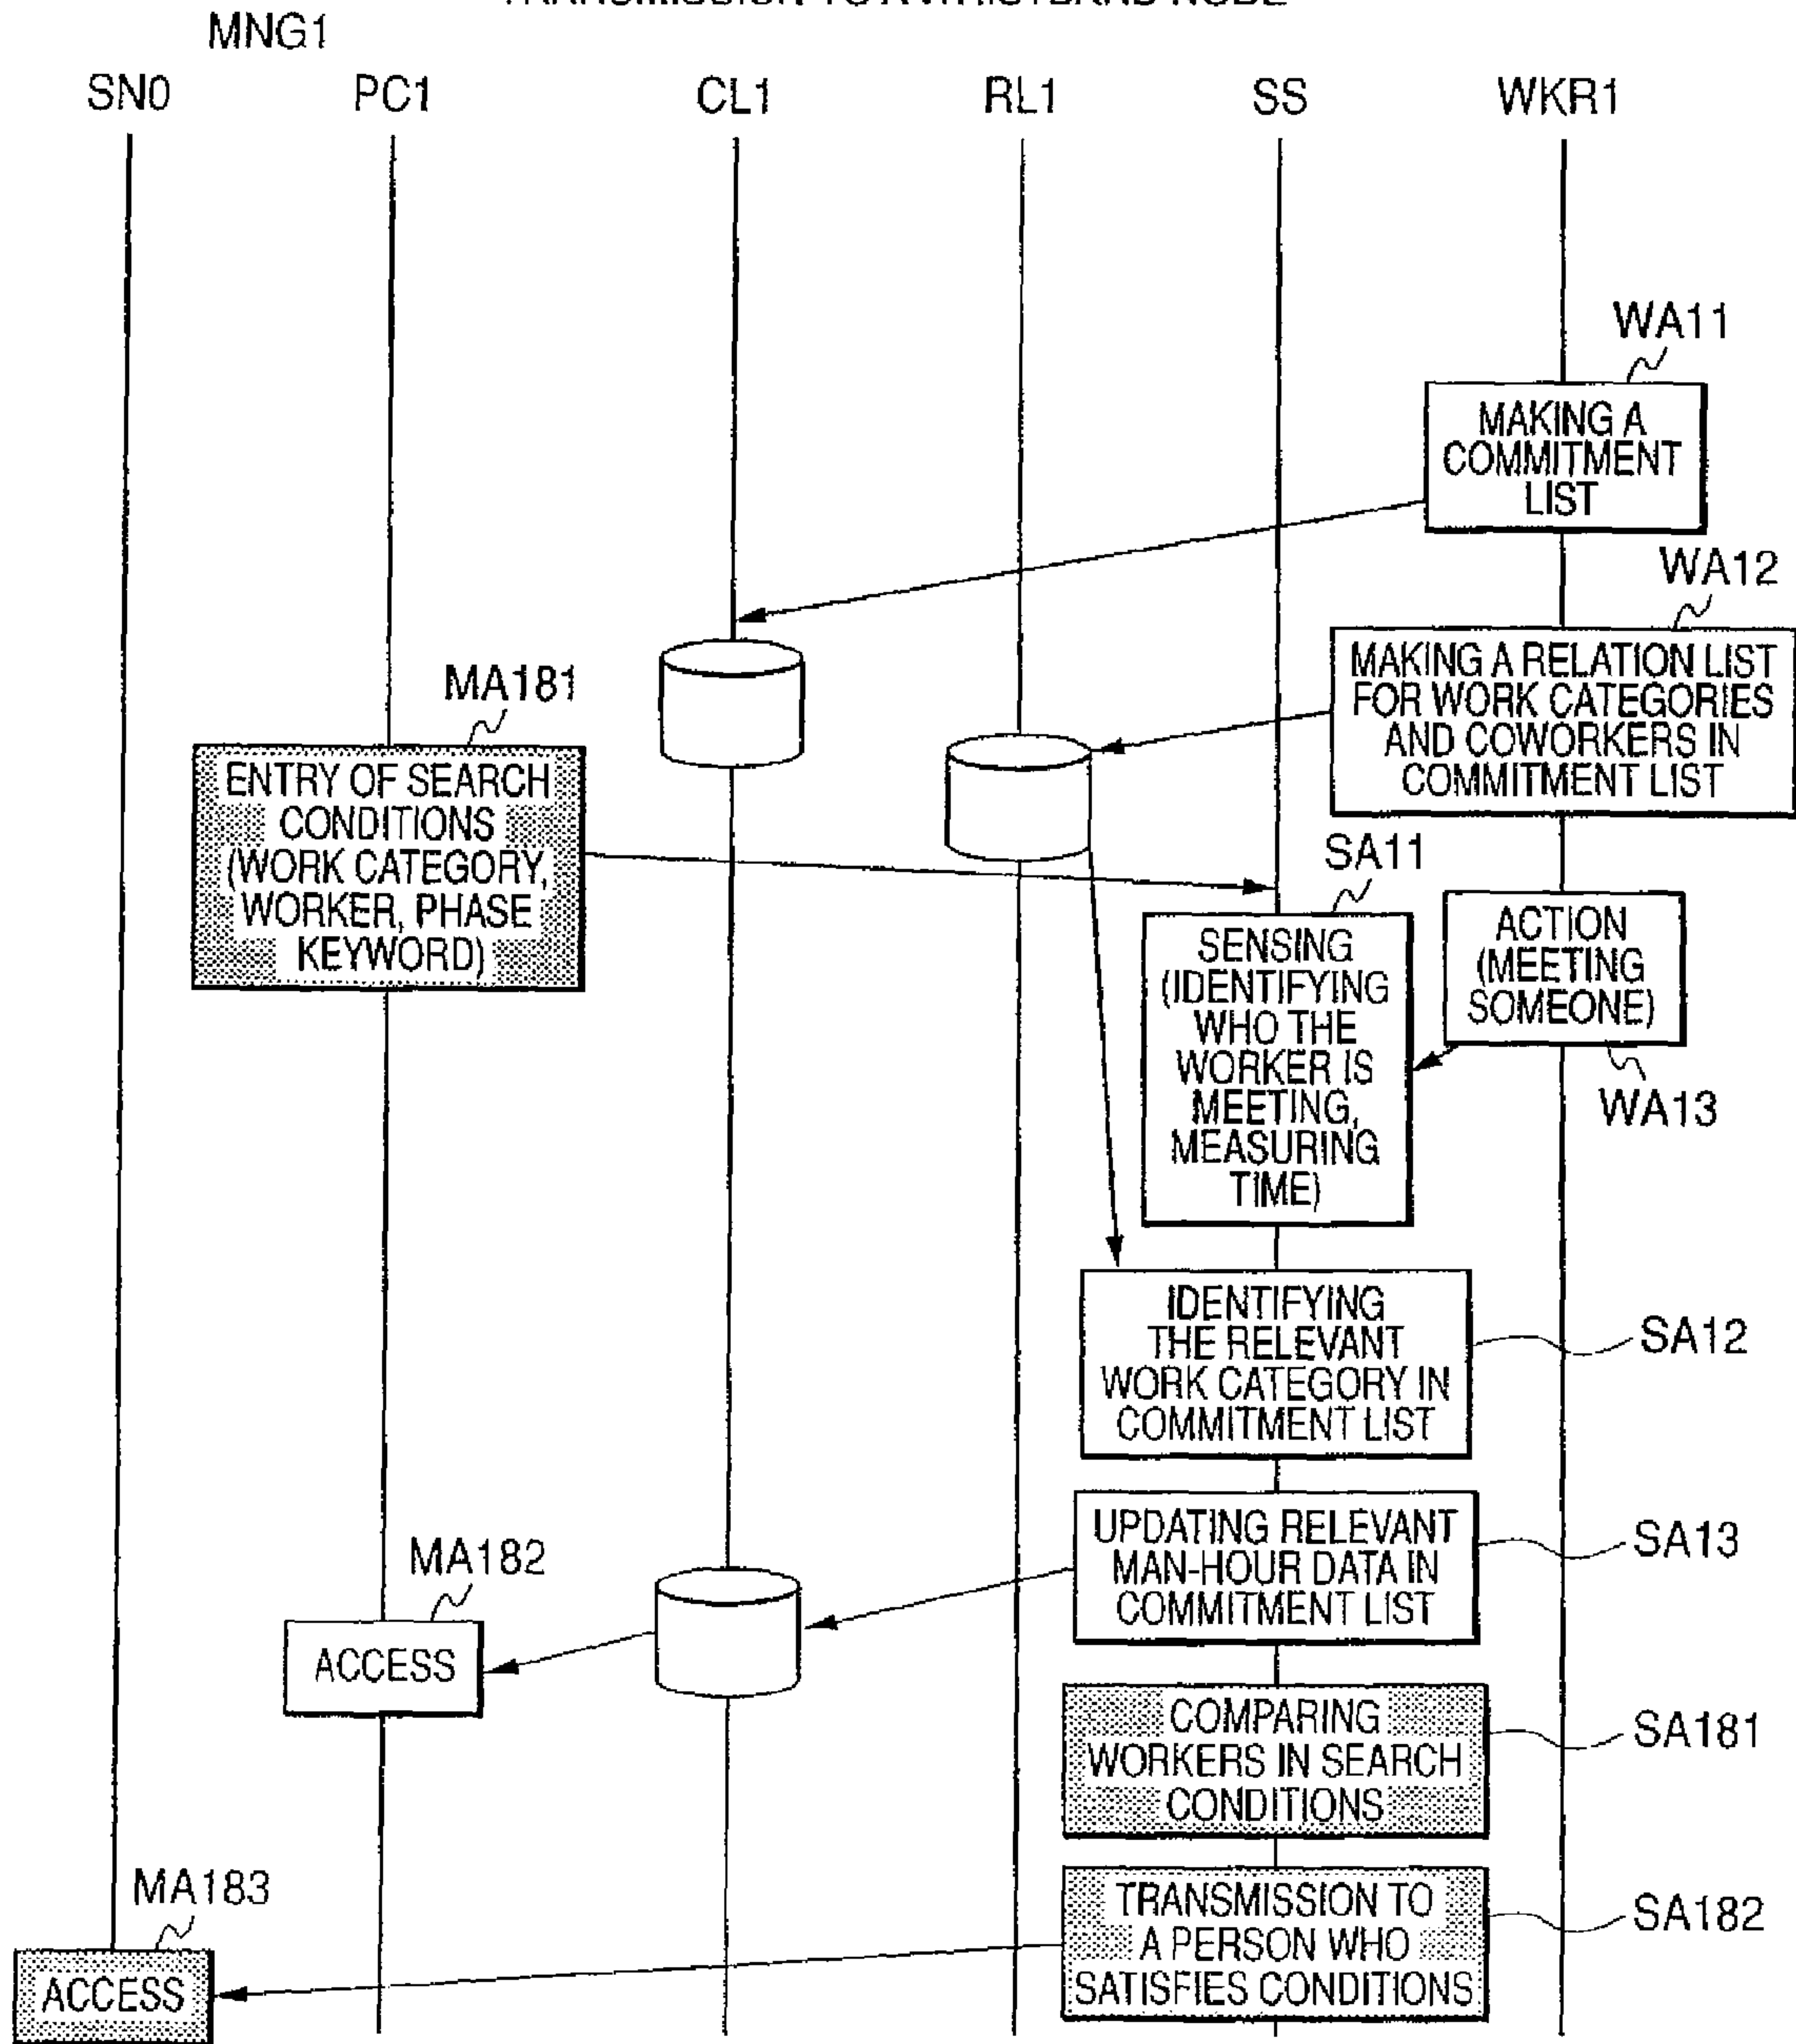 TRANSMISSION TO A WRISTBAND NODE
MNG1
SN0
PC1
CL1
RL1
SS
WKR1
WA11
MAKING A
COMMITMENT
LIST
WA12
MAKING A RELATION LIST
FOR WORK CATEGORIES
AND COWORKERS IN
COMMITMENT LIST
MA181
ENTRY OF SEARCH
CONDITIONS
(WORK CATEGORY,
WORKER, PHASE
KEYWORD)
SA11
SENSING
(IDENTIFYING
WHO THE
WORKER IS
MEETING,
MEASURING
TIME)
ACTION
(MEETING
SOMEONE)
WA13
IDENTIFYING
THE RELEVANT
WORK CATEGORY IN
COMMITMENT LIST
SA12
UPDATING RELEVANT
MAN-HOUR DATA IN
COMMITMENT LIST
SA13
MA182
ACCESS
COMPARING
WORKERS IN SEARCH
CONDITIONS
SA181
TRANSMISSION TO
A PERSON WHO
SATISFIES CONDITIONS
SA182
MA183
ACCESS